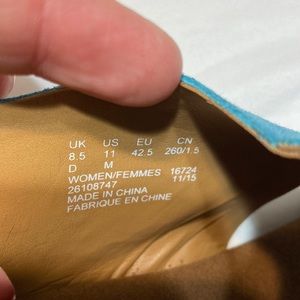 UK US EU CN
8.5 11 42.5 260/1.5
D M
WOMEN/FEMMES 16724
26108747 11/15
MADE IN CHINA
FABRIQUE EN CHINE